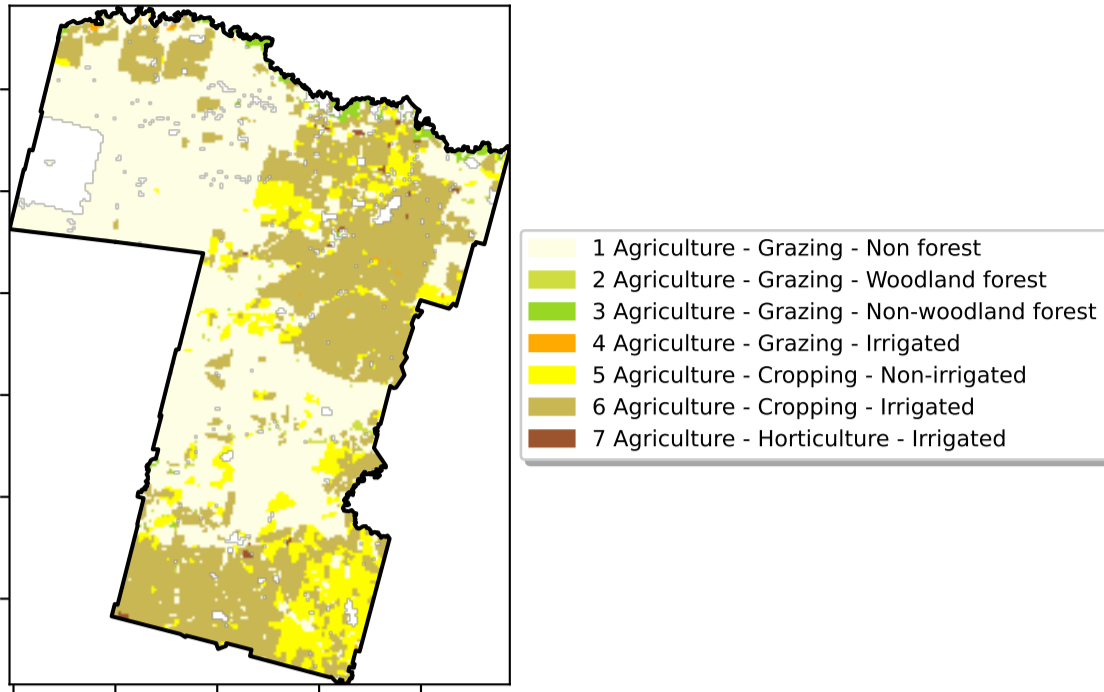 1 Agriculture - Grazing - Non forest
2 Agriculture - Grazing - Woodland forest
3 Agriculture - Grazing - Non-woodland forest
4 Agriculture - Grazing - Irrigated
5 Agriculture - Cropping - Non-irrigated
6 Agriculture - Cropping - Irrigated
7 Agriculture - Horticulture - Irrigated